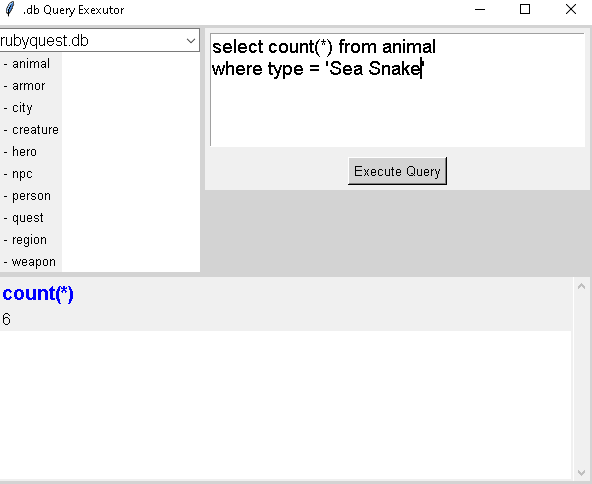 .db Query Exexutor
rubyquest.db
- animal
- armor
- city
- creature
- hero
- npc
- person
- quest
- region
- weapon
select count(*) from animal
where type = 'Sea Snake'
Execute Query
count(*)
6